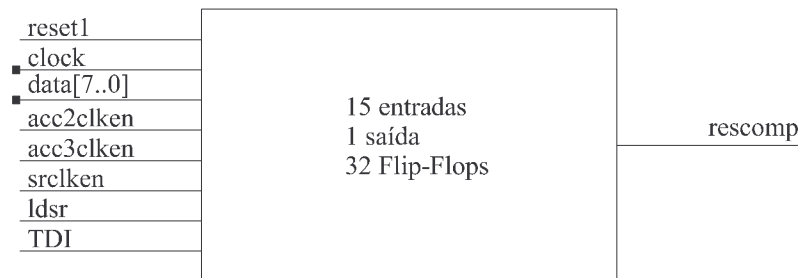 reset1
clock
data[7..0]
acc2clken
acc3clken
srclken
ldsr
TDI
15 entradas
1 saída
32 Flip-Flops
rescomp